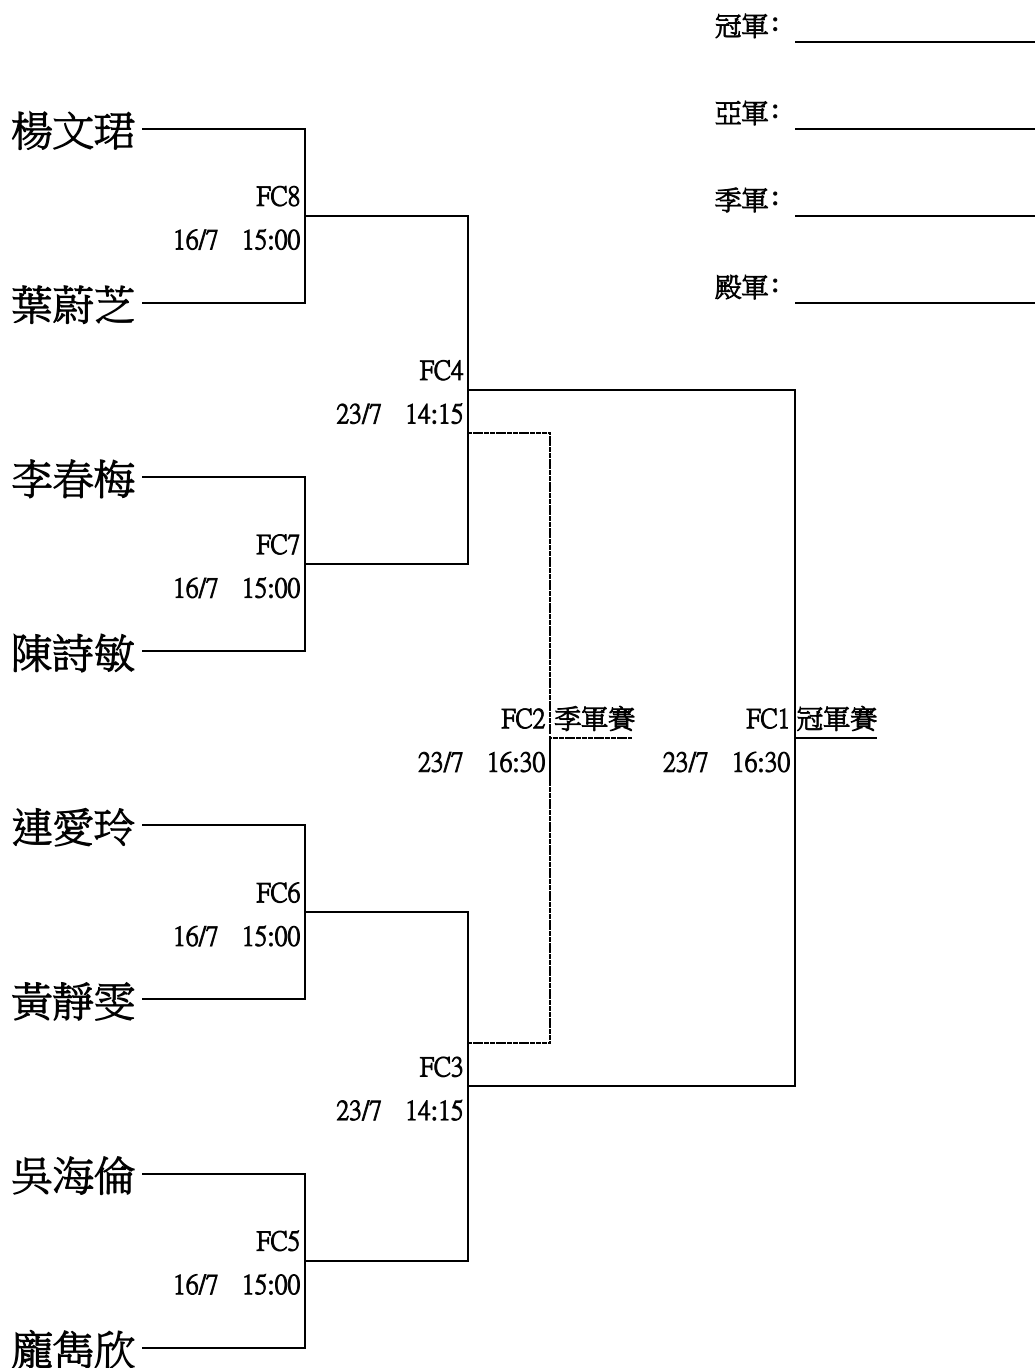 冠軍：
亞軍：
楊文珺
FC8
季軍：
16/7 15:00
殿軍：
葉蔚芝
FC4
23/7 14:15
李春梅
FC7
16/7 15:00
陳詩敏
FC2 季軍賽
FC1 冠軍賽
23/7 16:30
23/7 16:30
連愛玲
FC6
16/7 15:00
黃靜雯
FC3
23/7 14:15
吳海倫
FC5
16/7 15:00
龐雋欣